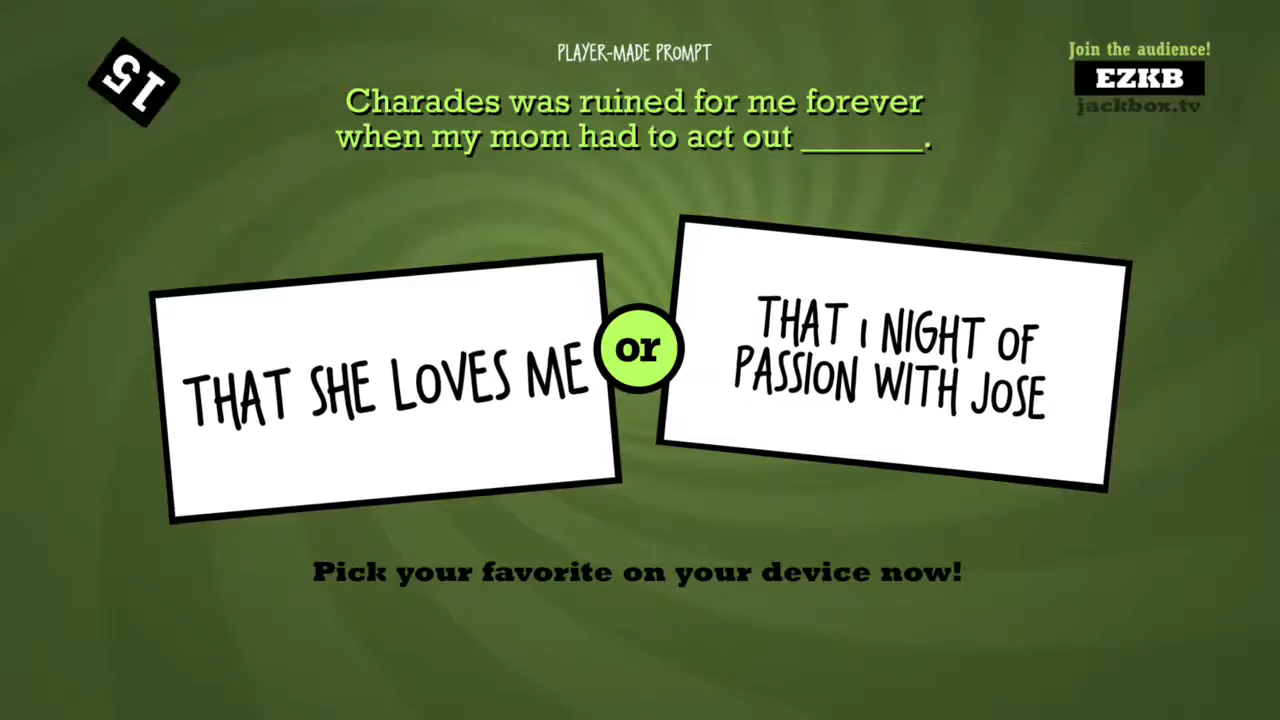 15
PLAYER-MADE PROMPT
Join the audience!
EZKB
jackbox.tv
Charades was ruined for me forever
when my mom had to act out _______.
THAT SHE LOVES ME
or
THAT 1 NIGHT OF
PASSION WITH JOSE
Pick your favorite on your device now!